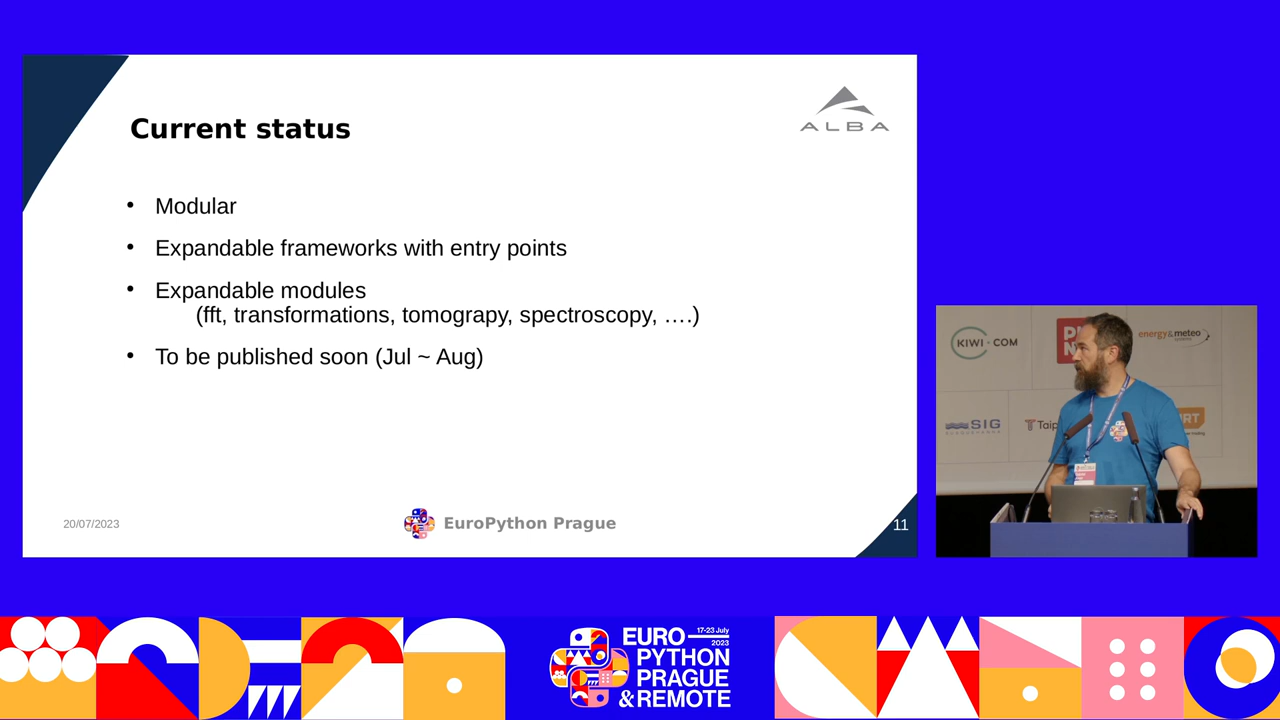 Current status
ALBA
• Modular
• Expandable frameworks with entry points
• Expandable modules
(fft, transformations, tomograpy, spectroscopy, ….)
• To be published soon (Jul ~ Aug)
20/07/2023
EuroPython Prague
11
KIWI.COM
energy & meteo
systems
SIG
17-23 July
2023
EURO
PYTHON
PRAGUE
& REMOTE